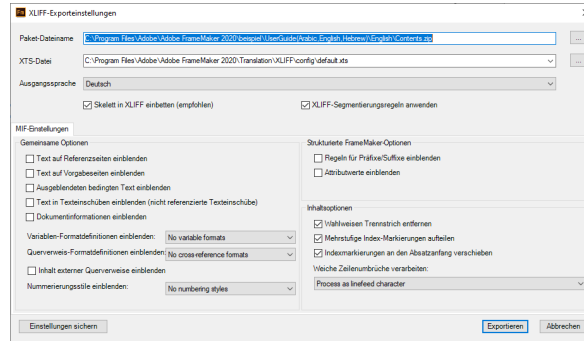 Fm XLIFF-Exporteinstellungen
Paket-Dateiname C:\Program Files\Adobe\Adobe FrameMaker 2020\beispiel\UserGuide(Arabic,English,Hebrew)\English\Contents.zip ...
XTS-Datei C:\Program Files\Adobe\Adobe FrameMaker 2020\Translation\XLIFF\config\default.xts ...
Ausgangssprache Deutsch
Skelett in XLIFF einbetten (empfohlen) XLIFF-Segmentierungsregeln anwenden
MIF-Einstellungen
Gemeinsame Optionen
Text auf Referenzseiten einblenden
Text auf Vorgabeseiten einblenden
Ausgeblendeten bedingten Text einblenden
Text in Texteinschüben einblenden (nicht referenzierte Texteinschübe)
Dokumentinformationen einblenden
Variablen-Formatdefinitionen einblenden: No variable formats
Querverweis-Formatdefinitionen einblenden: No cross-reference formats
Inhalt externer Querverweise einblenden
Nummerierungsstile einblenden: No numbering styles
Strukturierte FrameMaker-Optionen
Regeln für Präfixe/Suffixe einblenden
Attributwerte einblenden
Inhaltsoptionen
Wahlweisen Trennstrich entfernen
Mehrstufige Index-Markierungen aufteilen
Indexmarkierungen an den Absatzanfang verschieben
Weiche Zeilenumbrüche verarbeiten:
Process as linefeed character
Einstellungen sichern Exportieren Abbrechen